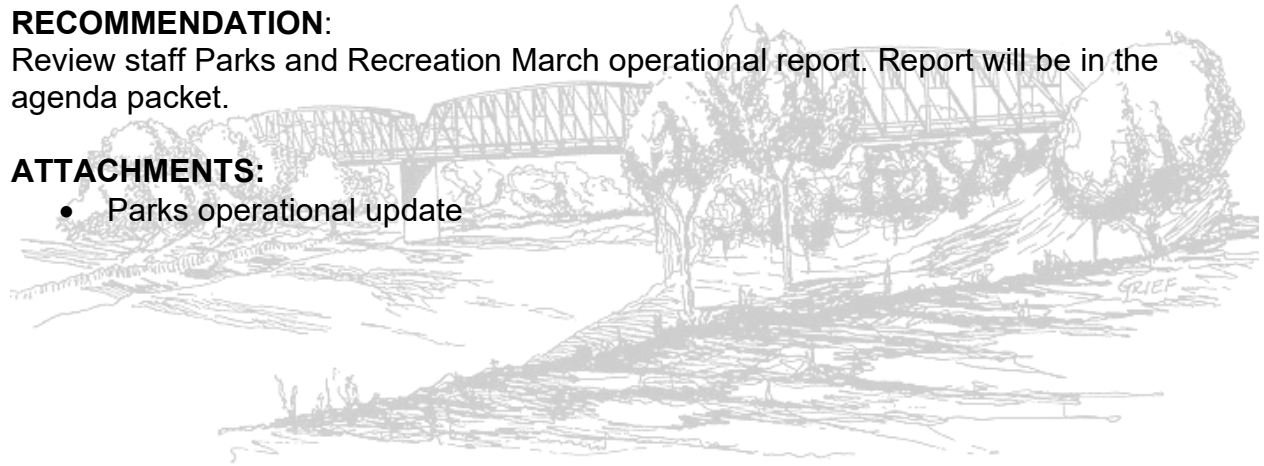 RECOMMENDATION:
Review staff Parks and Recreation March operational report. Report will be in the
agenda packet.
ATTACHMENTS:
• Parks operational update
GRIEF